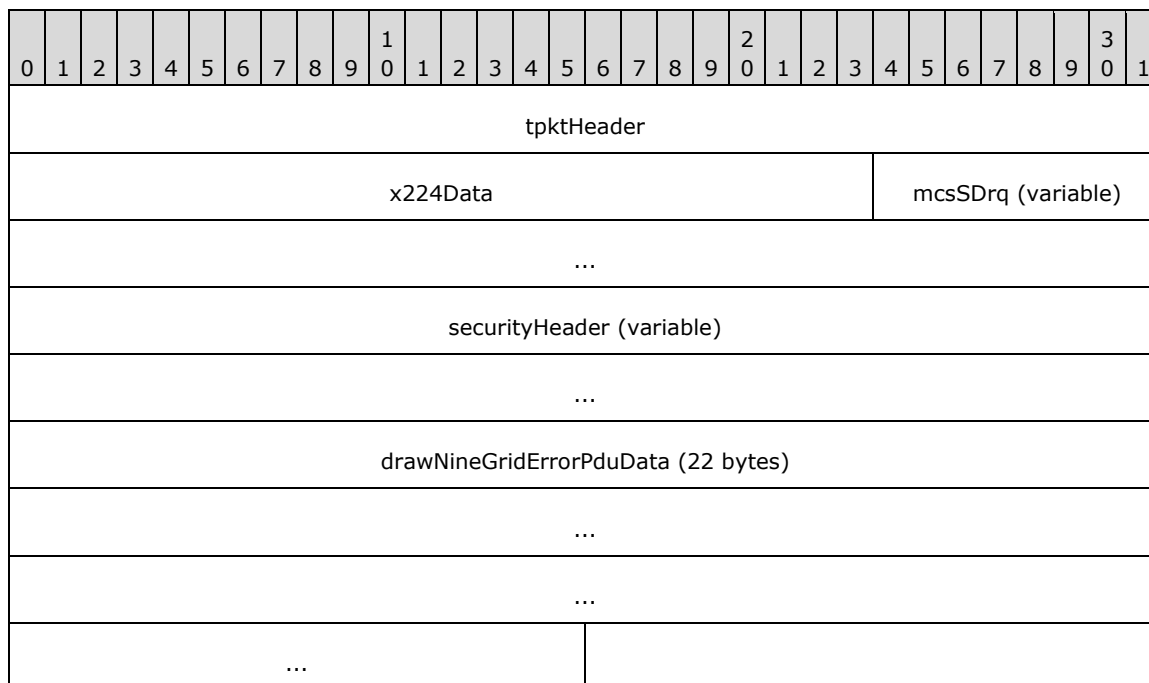 1 2 3
0 1 2 3 4 5 6 7 8 9 0 1 2 3 4 5 6 7 8 9 0 1 2 3 4 5 6 7 8 9 0 1
tpktHeader
x224Data mcsSDrq (variable)
...
securityHeader (variable)
...
drawNineGridErrorPduData (22 bytes)
...
...
...